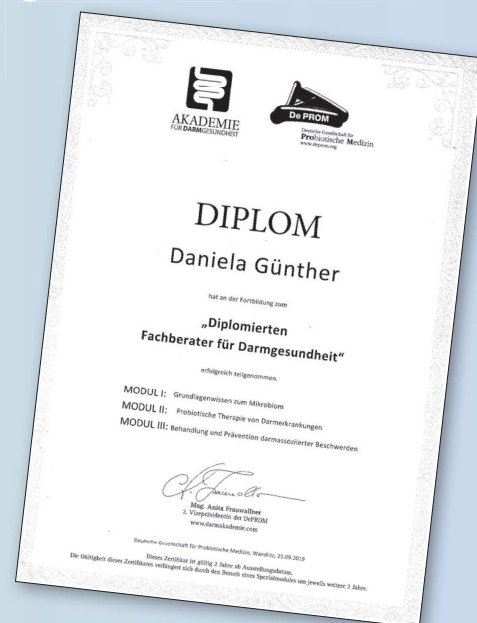 AKADEMIE
FÜR DARMGESUNDHEIT
De PROM
Deutsche Gesellschaft für
Probiotische Medizin
www.deprom.org
DIPLOM
Daniela Günther
hat an der Fortbildung zum
„Diplomierten
Fachberater für Darmgesundheit“
erfolgreich teilgenommen.
MODUL I: Grundlagenwissen zum Mikrobiom
MODUL II: Probiotische Therapie von Darmerkrankungen
MODUL III: Behandlung und Prävention darmassoziierter Beschwerden
Mag. Anita Frauwallner
2. Vizepräsidentin der DePROM
www.darmakademie.com
Deutsche Gesellschaft für Probiotische Medizin, Wandlitz; 25.09.2019
Dieses Zertifikat ist gültig 2 Jahre ab Ausstellungsdatum.
Die Gültigkeit dieses Zertifikates verlängert sich durch den Besuch eines Spezialmodules um jeweils weitere 2 Jahre.